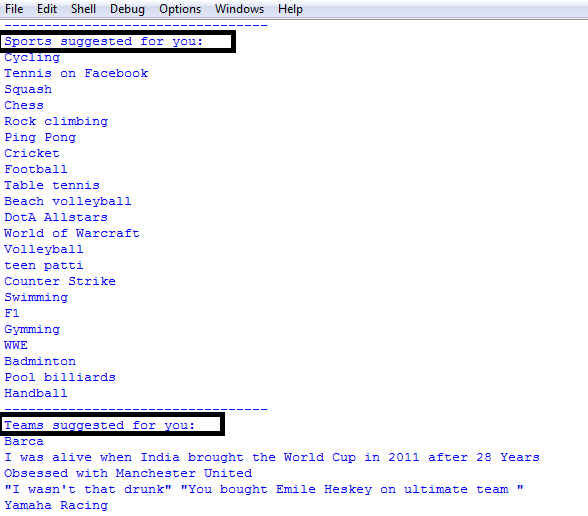 File Edit Shell Debug Options Windows Help
---------------------------------
Sports suggested for you:
Cycling
Tennis on Facebook
Squash
Chess
Rock climbing
Ping Pong
Cricket
Football
Table tennis
Beach volleyball
DotA Allstars
World of Warcraft
Volleyball
teen patti
Counter Strike
Swimming
F1
Gymming
WWE
Badminton
Pool billiards
Handball
---------------------------------
Teams suggested for you:
Barca
I was alive when India brought the World Cup in 2011 after 28 Years
Obsessed with Manchester United
"I wasn't that drunk" "You bought Emile Heskey on ultimate team "
Yamaha Racing